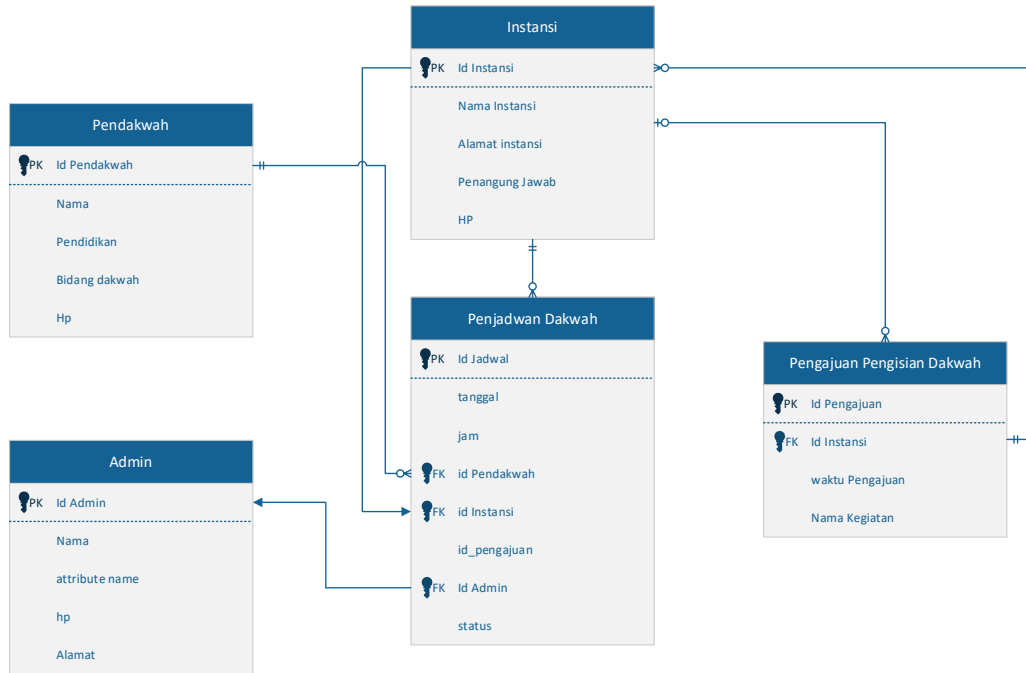 Instansi
PK Id Instansi
Nama Instansi
Alamat instansi
Penangung Jawab
HP
Pendakwah
PK Id Pendakwah
Nama
Pendidikan
Bidang dakwah
Hp
Penjadwan Dakwah
PK Id Jadwal
tanggal
jam
FK id Pendakwah
FK id Instansi
id_pengajuan
FK Id Admin
status
Pengajuan Pengisian Dakwah
PK Id Pengajuan
FK Id Instansi
waktu Pengajuan
Nama Kegiatan
Admin
PK Id Admin
Nama
attribute name
hp
Alamat